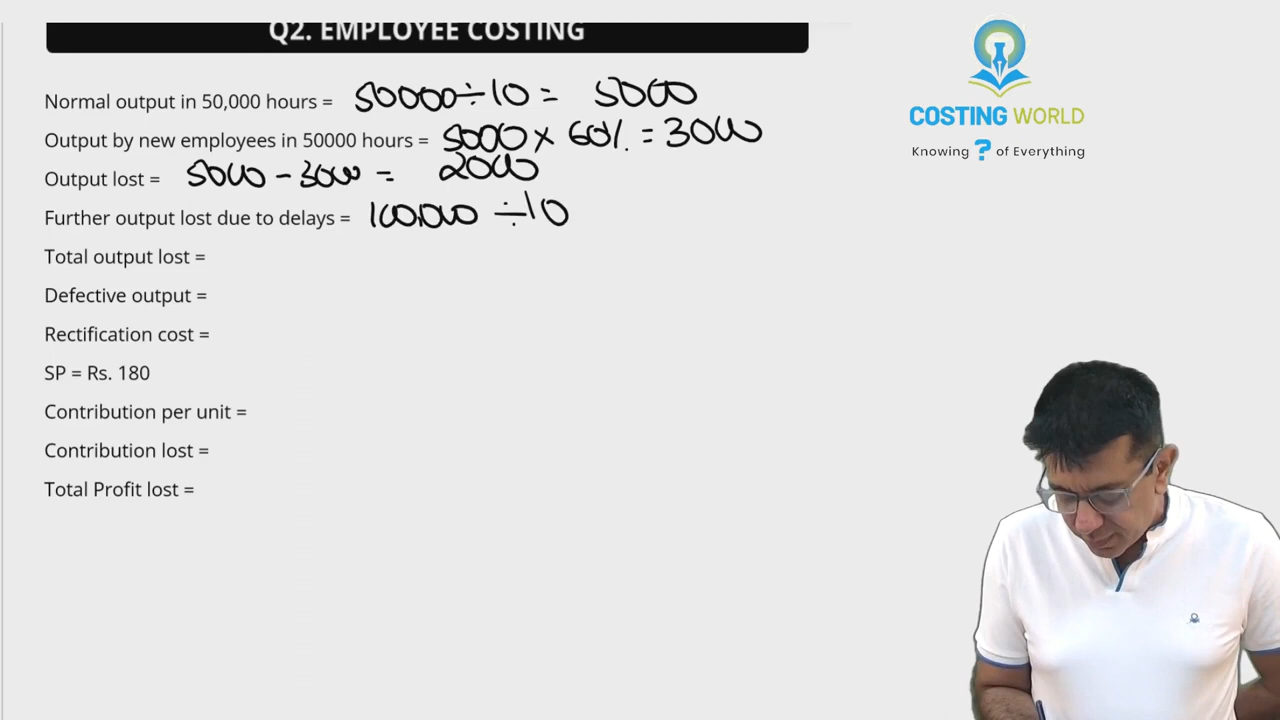 Q2. EMPLOYEE COSTING
Normal output in 50,000 hours = 50000÷10 = 5000
Output by new employees in 50000 hours = 5000 x 60% = 3000
Output lost = 5000 - 3000 = 2000
Further output lost due to delays = 100,000 ÷10
Total output lost =
Defective output =
Rectification cost =
SP = Rs. 180
Contribution per unit =
Contribution lost =
Total Profit lost =
COSTING WORLD
Knowing ? of Everything